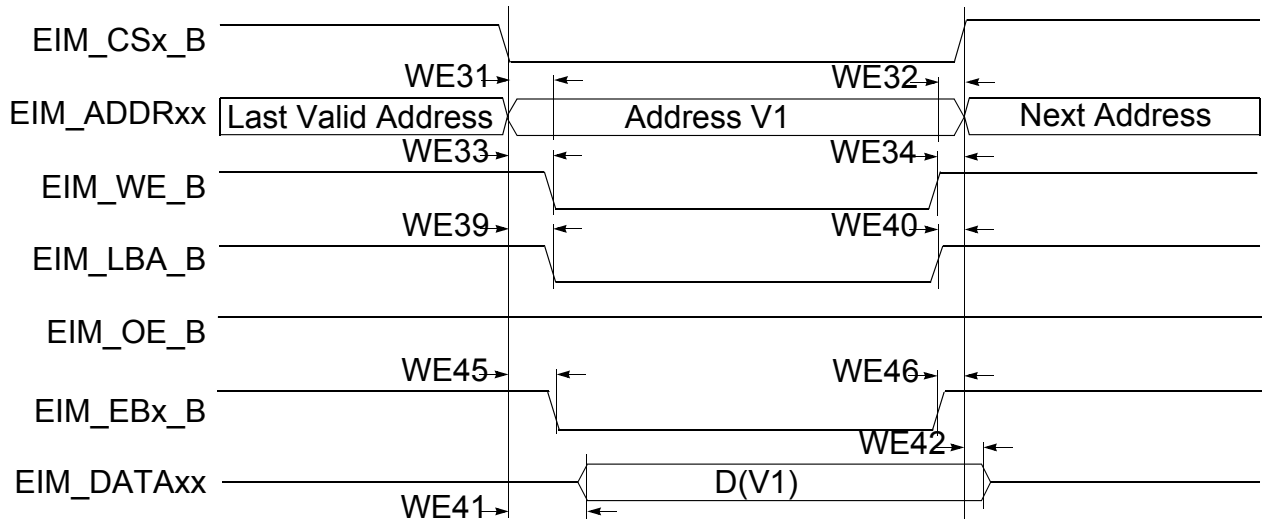 EIM_CSx_B
WE31 WE32
EIM_ADDRxx Last Valid Address Address V1 Next Address
WE33 WE34
EIM_WE_B
WE39 WE40
EIM_LBA_B
EIM_OE_B
WE45 WE46
EIM_EBx_B
WE42
EIM_DATAxx D(V1)
WE41